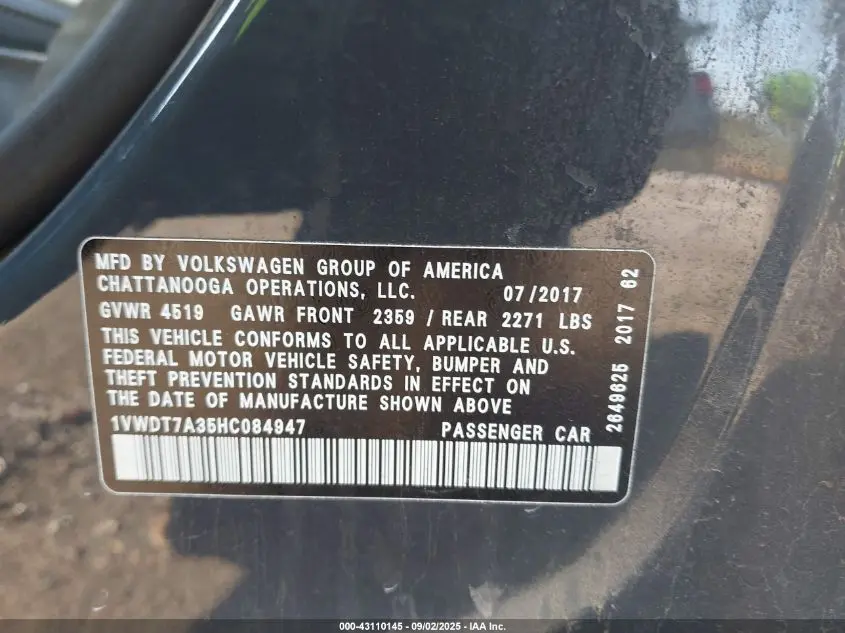 MFD BY VOLKSWAGEN GROUP OF AMERICA
CHATTANOOGA OPERATIONS, LLC. 07/2017
GVWR 4519 GAWR FRONT 2359 / REAR 2271 LBS
THIS VEHICLE CONFORMS TO ALL APPLICABLE U.S.
FEDERAL MOTOR VEHICLE SAFETY, BUMPER AND
THEFT PREVENTION STANDARDS IN EFFECT ON
THE DATE OF MANUFACTURE SHOWN ABOVE
1VWDT7A35HC084947 PASSENGER CAR
2649625 2017 62
000-43110145 - 09/02/2025 - IAA Inc.